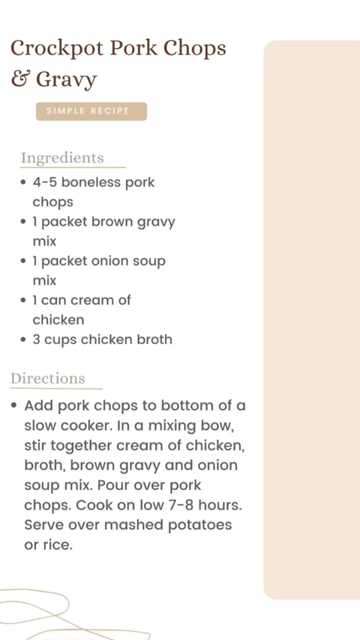 Crockpot Pork Chops
& Gravy
SIMPLE RECIPE
Ingredients
• 4-5 boneless pork
chops
• 1 packet brown gravy
mix
• 1 packet onion soup
mix
• 1 can cream of
chicken
• 3 cups chicken broth
Directions
• Add pork chops to bottom of a
slow cooker. In a mixing bow,
stir together cream of chicken,
broth, brown gravy and onion
soup mix. Pour over pork
chops. Cook on low 7-8 hours.
Serve over mashed potatoes
or rice.